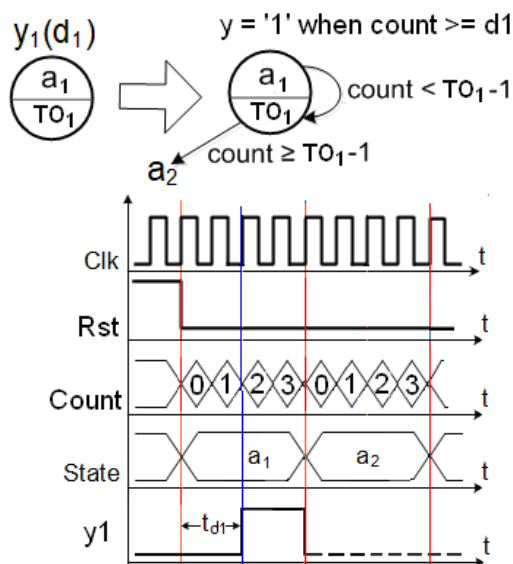 y₁(d₁)
y = '1' when count >= d1
a₁
TO₁
a₁
TO₁
count < TO₁-1
count ≥ TO₁-1
a₂
Clk
t
Rst
t
Count
0 1 2 3 0 1 2 3
t
State
a₁
a₂
t
y1
t_d1
t